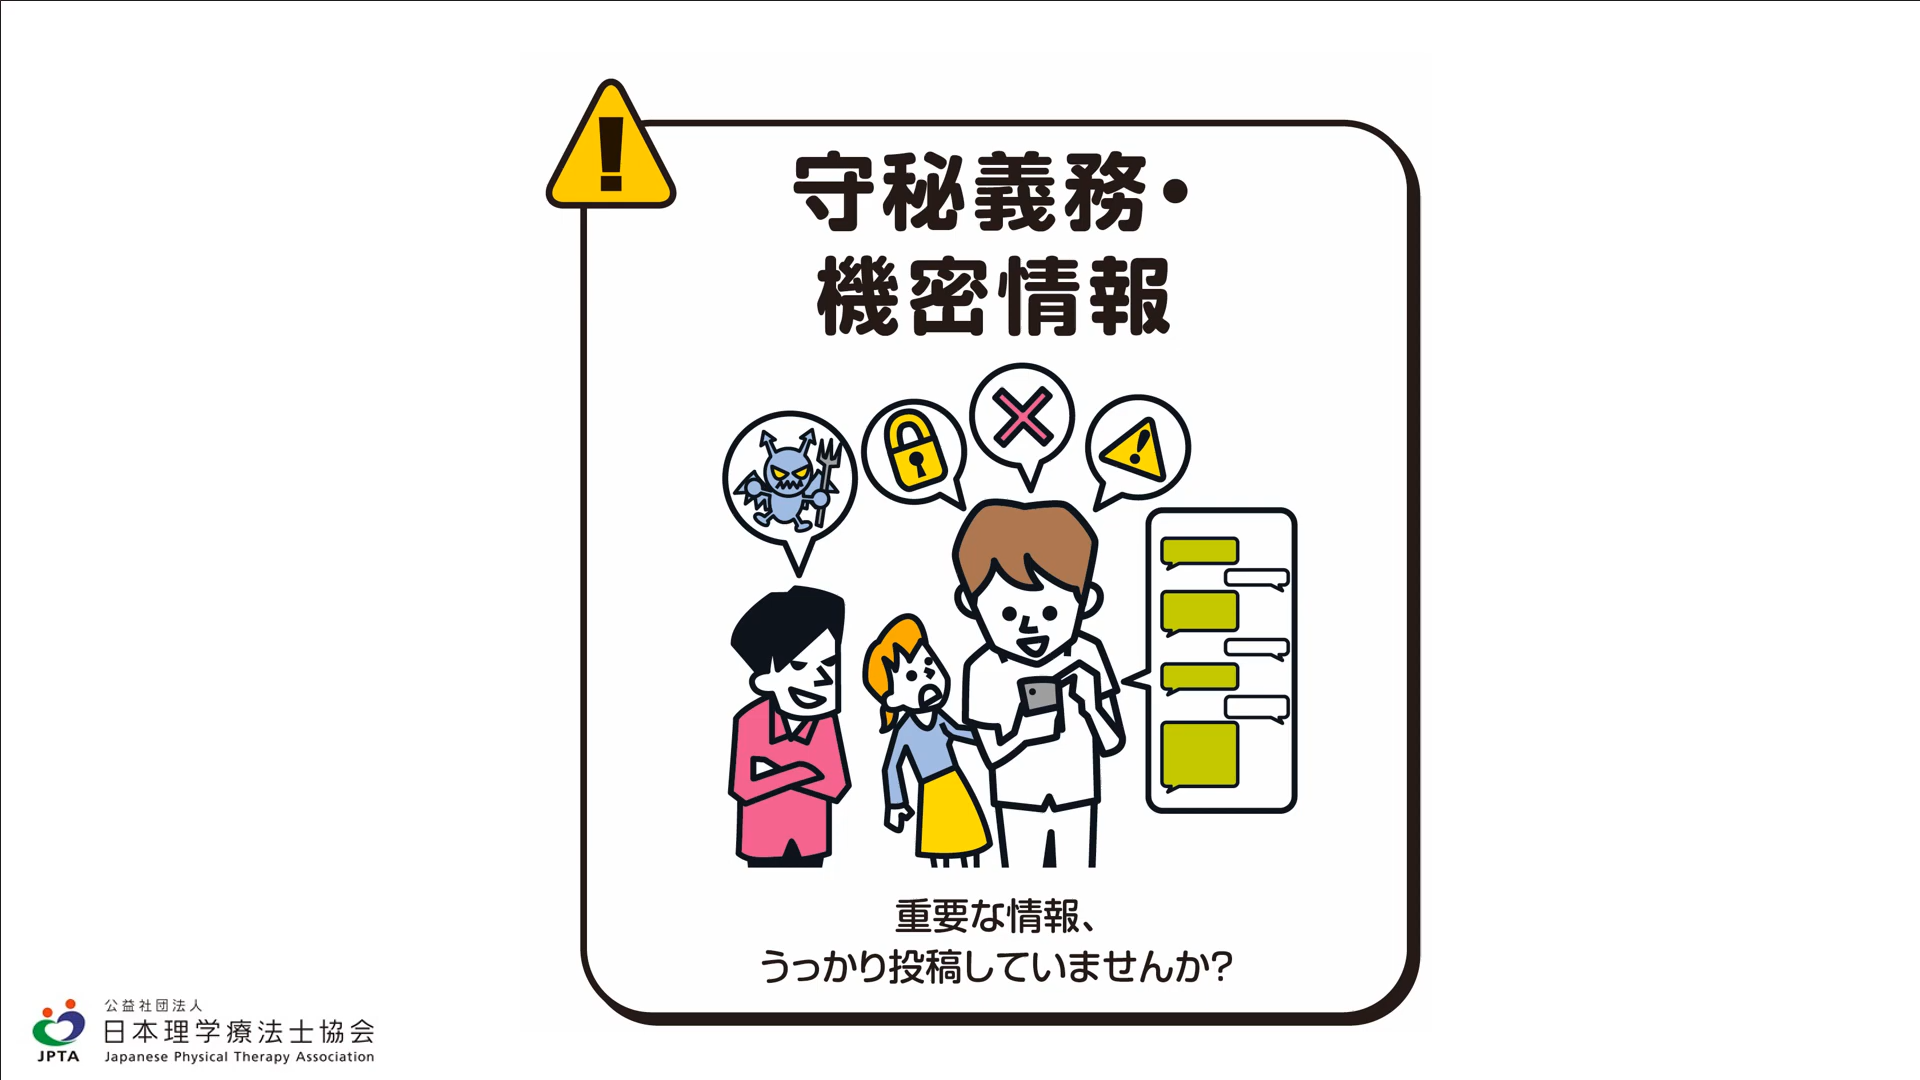 守秘義務・
機密情報
重要な情報、
うっかり投稿していませんか?
公益社団法人
日本理学療法士協会
JPTA
Japanese Physical Therapy Association